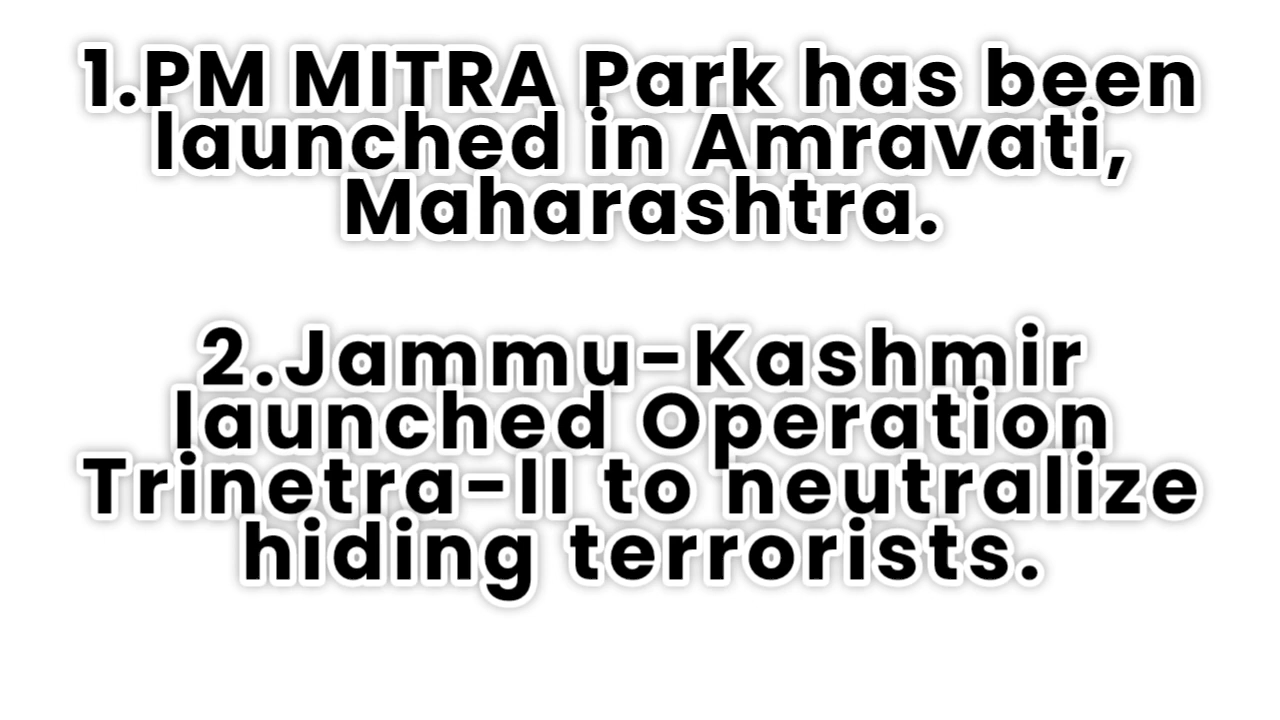 1.PM MITRA Park has been
launched in Amravati,
Maharashtra.
2.Jammu-Kashmir
launched Operation
Trinetra-II to neutralize
hiding terrorists.